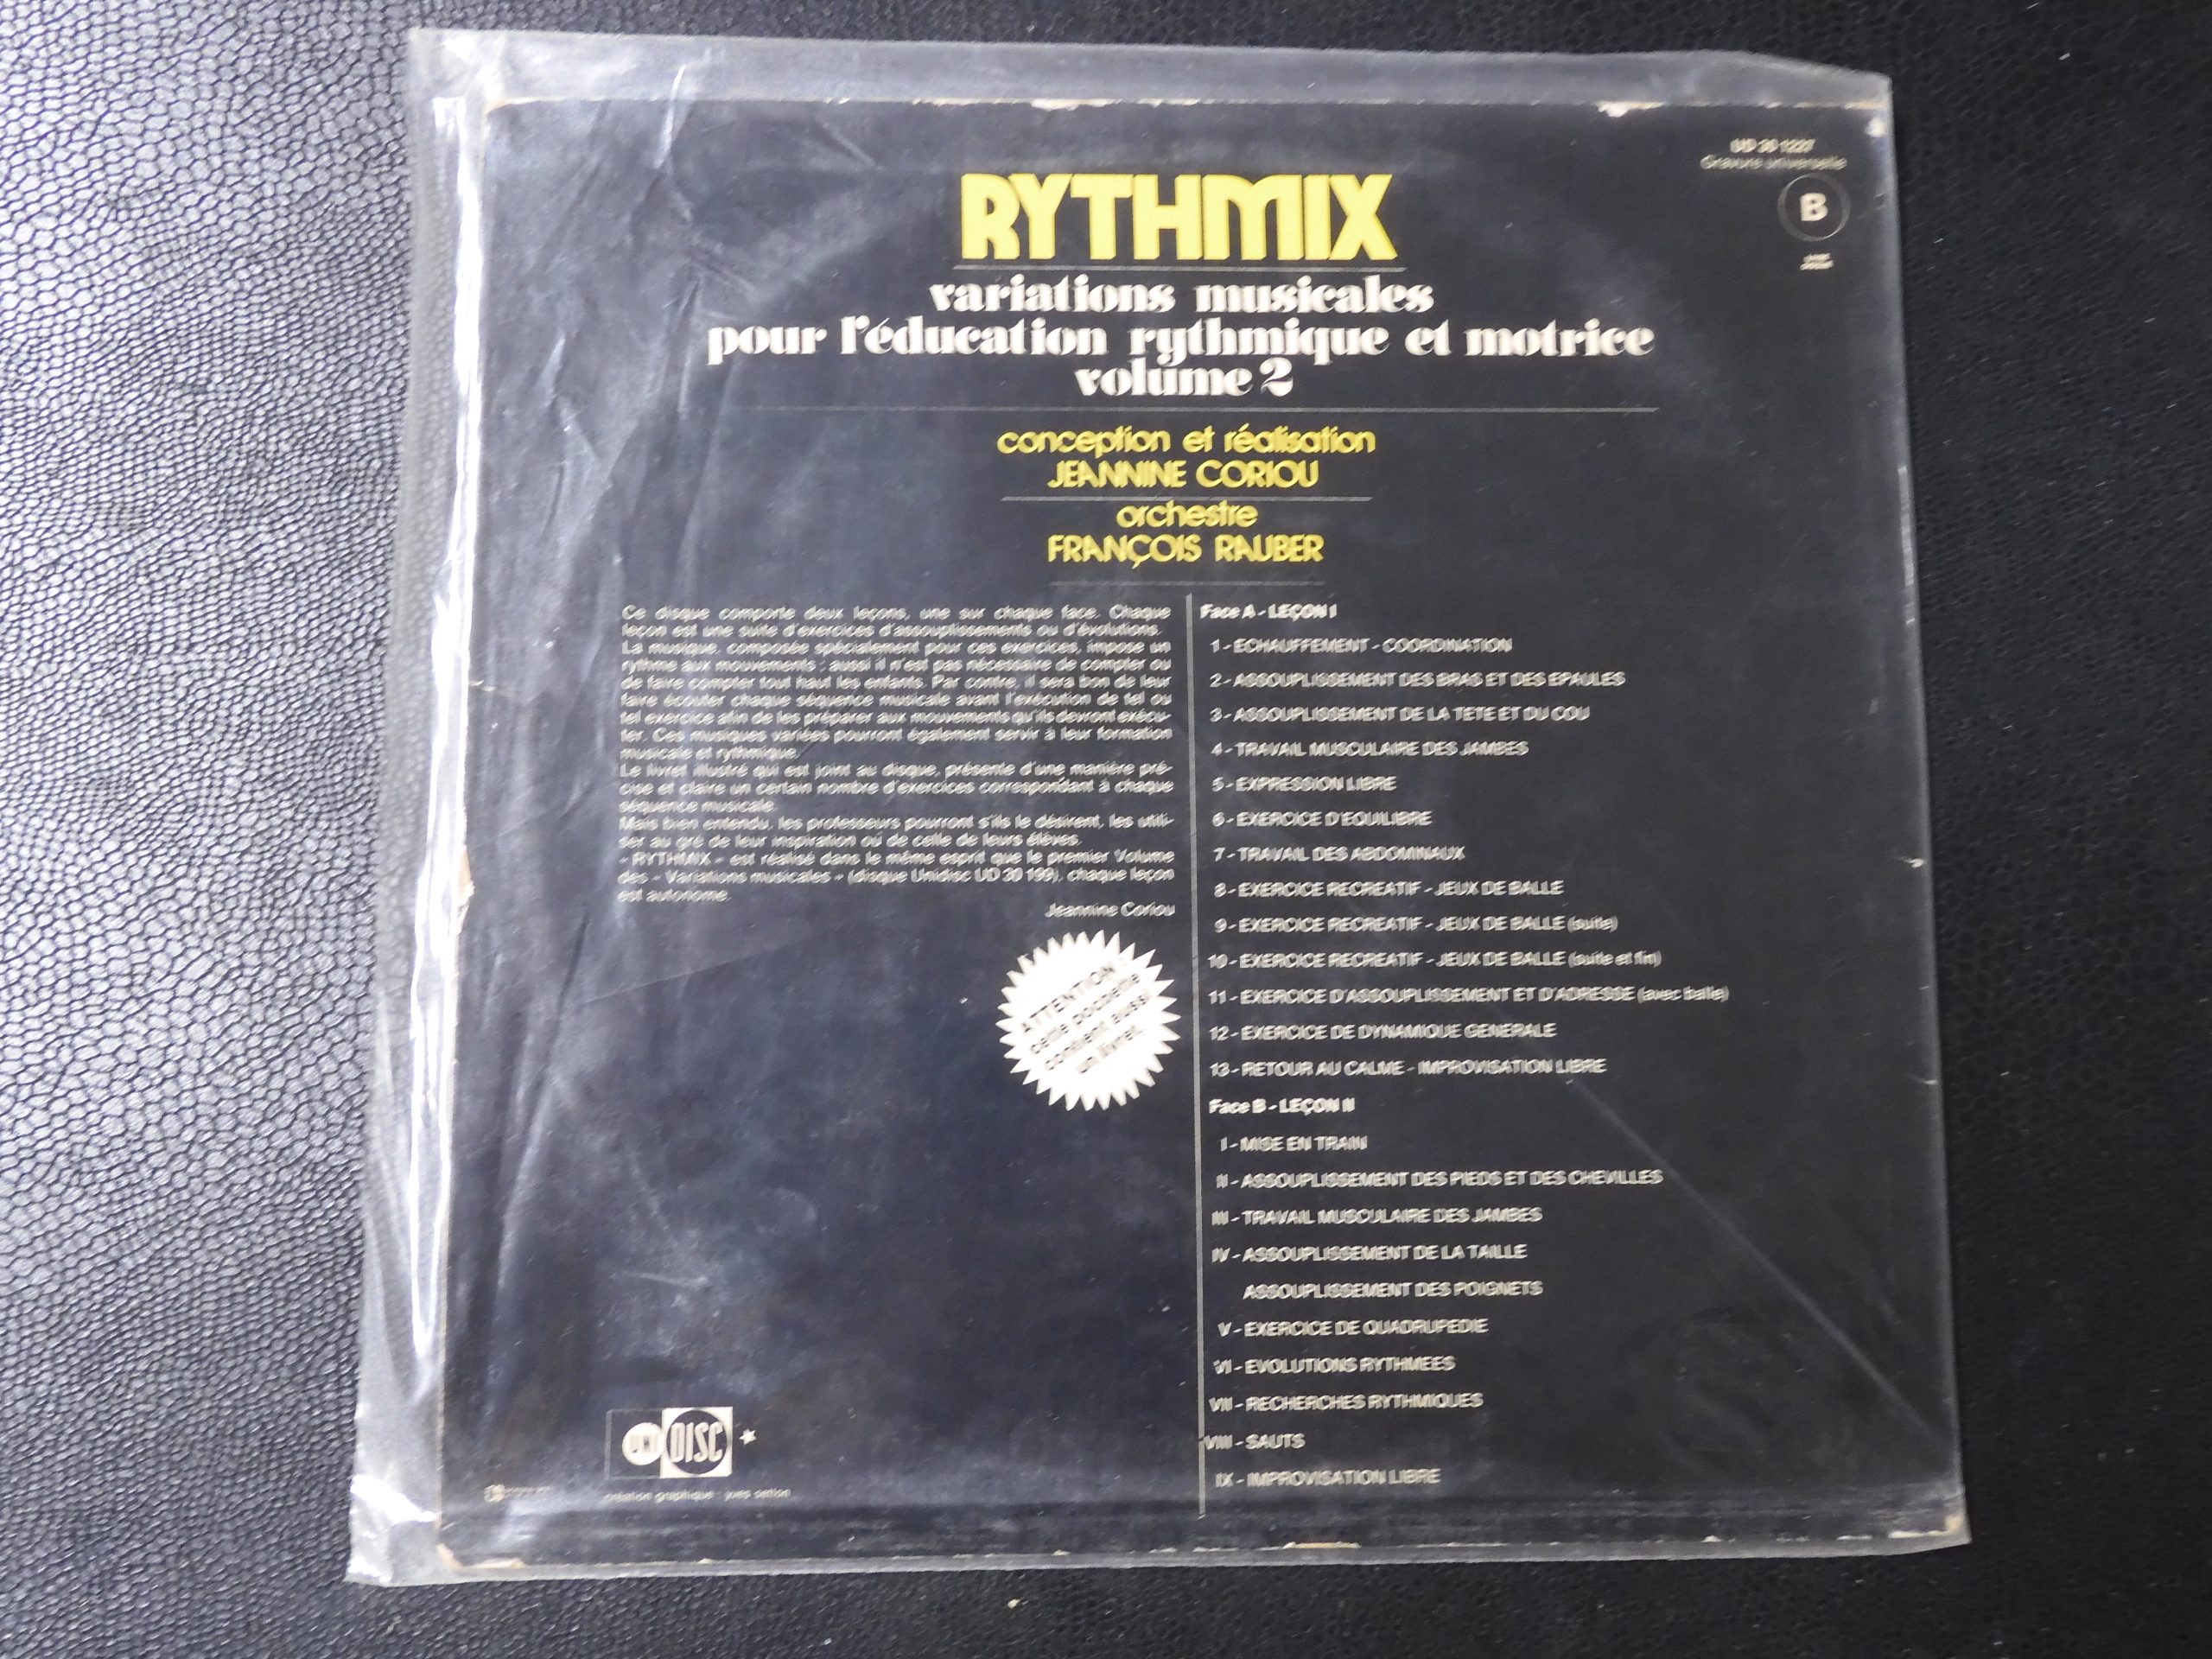 UD 30 1227
Gravure universelle
B
RYTHMIX
variations musicales
pour l'éducation rythmique et motrice
volume 2
conception et réalisation
JEANNINE CORIOU
orchestre
FRANÇOIS RAUBER
Ce disque comporte deux leçons, une sur chaque face. Chaque
leçon est une suite d'exercices d'assouplissements ou d'évolutions.
La musique, composée spécialement pour ces exercices, impose un
rythme aux mouvements : aussi il n'est pas nécessaire de compter ou
de faire compter tout haut les enfants. Par contre, il sera bon de leur
faire écouter chaque séquence musicale avant l'exécution de tel ou
tel exercice afin de les préparer aux mouvements qu'ils devront exécu-
ter. Ces musiques variées pourront également servir à leur formation
musicale et rythmique.
Le livret illustré qui est joint au disque, présente d'une manière pré-
cise et claire un certain nombre d'exercices correspondant à chaque
séquence musicale.
Mais bien entendu, les professeurs pourront s'ils le désirent, les utili-
ser au gré de leur inspiration ou de celle de leurs élèves.
« RYTHMIX » est réalisé dans le même esprit que le premier Volume
des « Variations musicales » (disque Unidisc UD 30 199), chaque leçon
est autonome.
Jeannine Coriou
ATTENTION
cette pochette
contient aussi
un livret.
Face A - LEÇON I
1 - ECHAUFFEMENT - COORDINATION
2 - ASSOUPLISSEMENT DES BRAS ET DES EPAULES
3 - ASSOUPLISSEMENT DE LA TETE ET DU COU
4 - TRAVAIL MUSCULAIRE DES JAMBES
5 - EXPRESSION LIBRE
6 - EXERCICE D'EQUILIBRE
7 - TRAVAIL DES ABDOMINAUX
8 - EXERCICE RECREATIF - JEUX DE BALLE
9 - EXERCICE RECREATIF - JEUX DE BALLE (suite)
10 - EXERCICE RECREATIF - JEUX DE BALLE (suite et fin)
11 - EXERCICE D'ASSOUPLISSEMENT ET D'ADRESSE (avec balle)
12 - EXERCICE DE DYNAMIQUE GENERALE
13 - RETOUR AU CALME - IMPROVISATION LIBRE
Face B - LEÇON II
I - MISE EN TRAIN
II - ASSOUPLISSEMENT DES PIEDS ET DES CHEVILLES
III - TRAVAIL MUSCULAIRE DES JAMBES
IV - ASSOUPLISSEMENT DE LA TAILLE
ASSOUPLISSEMENT DES POIGNETS
V - EXERCICE DE QUADRUPEDIE
VI - EVOLUTIONS RYTHMEES
VII - RECHERCHES RYTHMIQUES
VIII - SAUTS
IX - IMPROVISATION LIBRE
UNI DISC
création graphique : yves